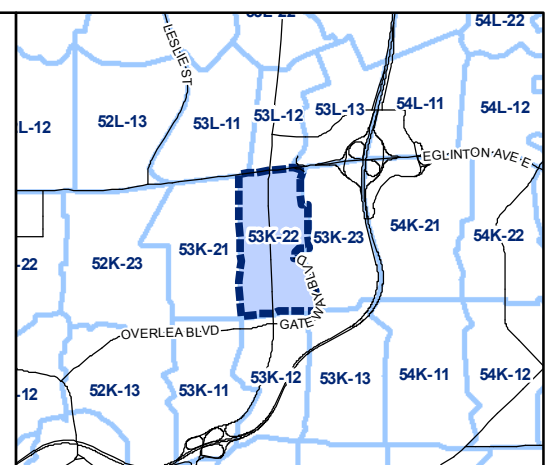 53L-22
54L-22
LESLIE ST
L-12
52L-13
53L-11
53L-12
53L-13
54L-11
54L-12
EGLINTON AVE E
-22
52K-23
53K-21
53K-22
53K-23
54K-21
54K-22
GATEWAY BLVD
OVERLEA BLVD
-12
52K-13
53K-11
53K-12
53K-13
54K-11
54K-12